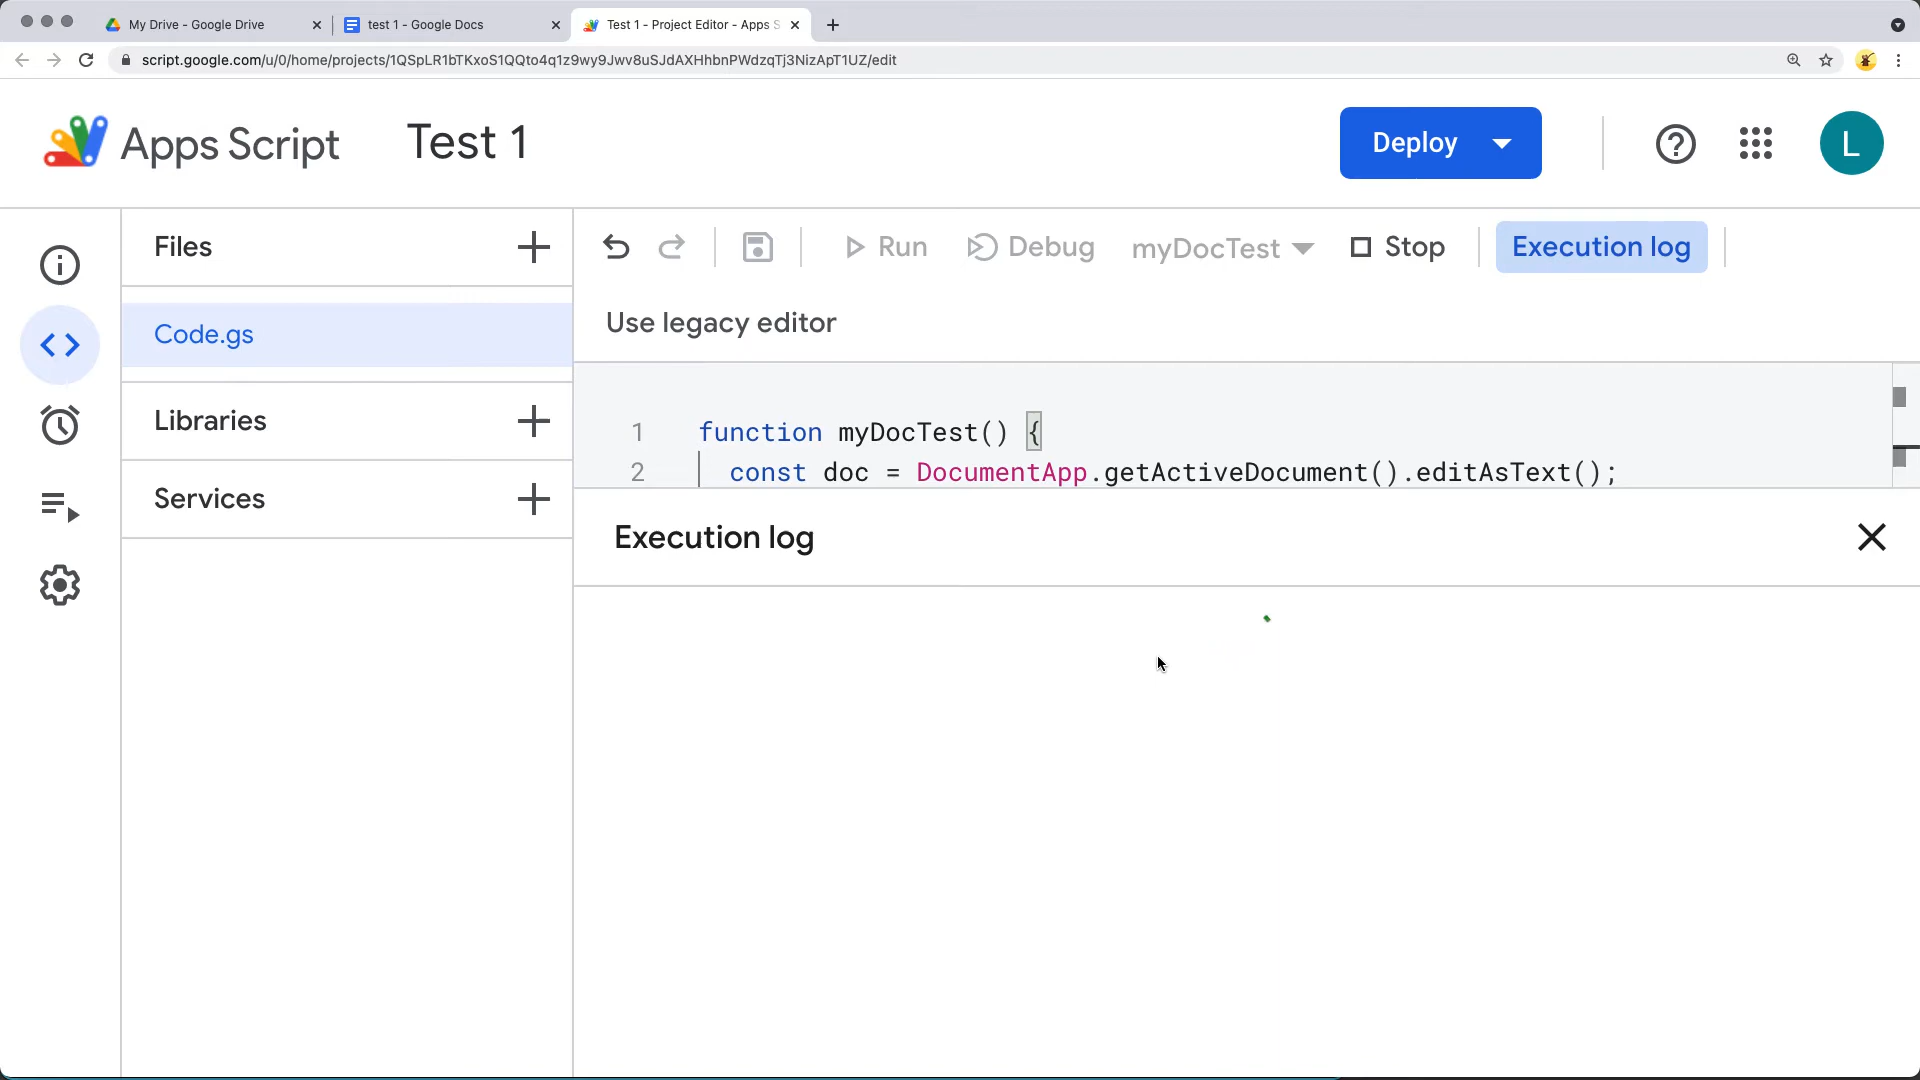 My Drive - Google Drive
test 1 - Google Docs
Test 1 - Project Editor - Apps S
script.google.com/u/0/home/projects/1QSpLR1bTKxoS1QQto4q1z9wy9Jwv8uSJdAXHhbnPWdzqTj3NizApT1UZ/edit
Apps Script
Test 1
Deploy
L
Files
Code.gs
Libraries
Services
Run
Debug
myDocTest
Stop
Execution log
Use legacy editor
1 function myDocTest() {
2 const doc = DocumentApp.getActiveDocument().editAsText();
Execution log